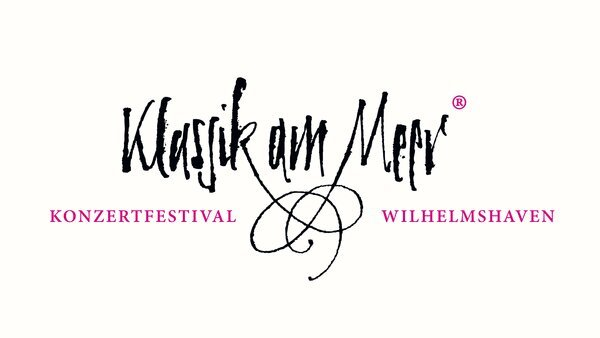 Klassik am Meer®
KONZERTFESTIVAL WILHELMSHAVEN